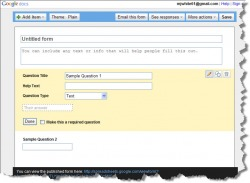 Google docs
Add item
Theme: Plain
Email this form
See responses
More actions
Save
Untitled form
You can include any text or info that will help people fill this out.
Question Title
Sample Question 1
Help Text
Question Type
Text
Their answer
Done
Make this a required question
Sample Question 2
You can view the published form here: